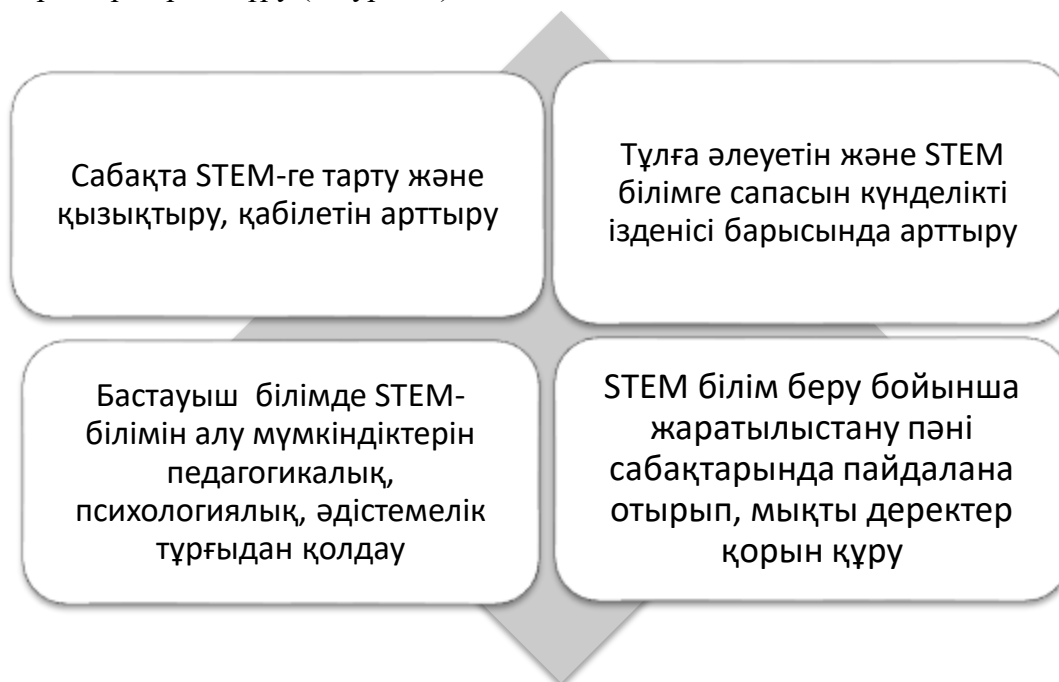 Сабақта STEM-ге тарту және
қызықтыру, қабілетін арттыру
Тұлға әлеуетін және STEM
білімге сапасын күнделікті
ізденісі барысында арттыру
Бастауыш білімде STEM-
білімін алу мүмкіндіктерін
педагогикалық,
психологиялық, әдістемелік
тұрғыдан қолдау
STEM білім беру бойынша
жаратылыстану пәні
сабақтарында пайдалана
отырып, мықты деректер
қорын құру